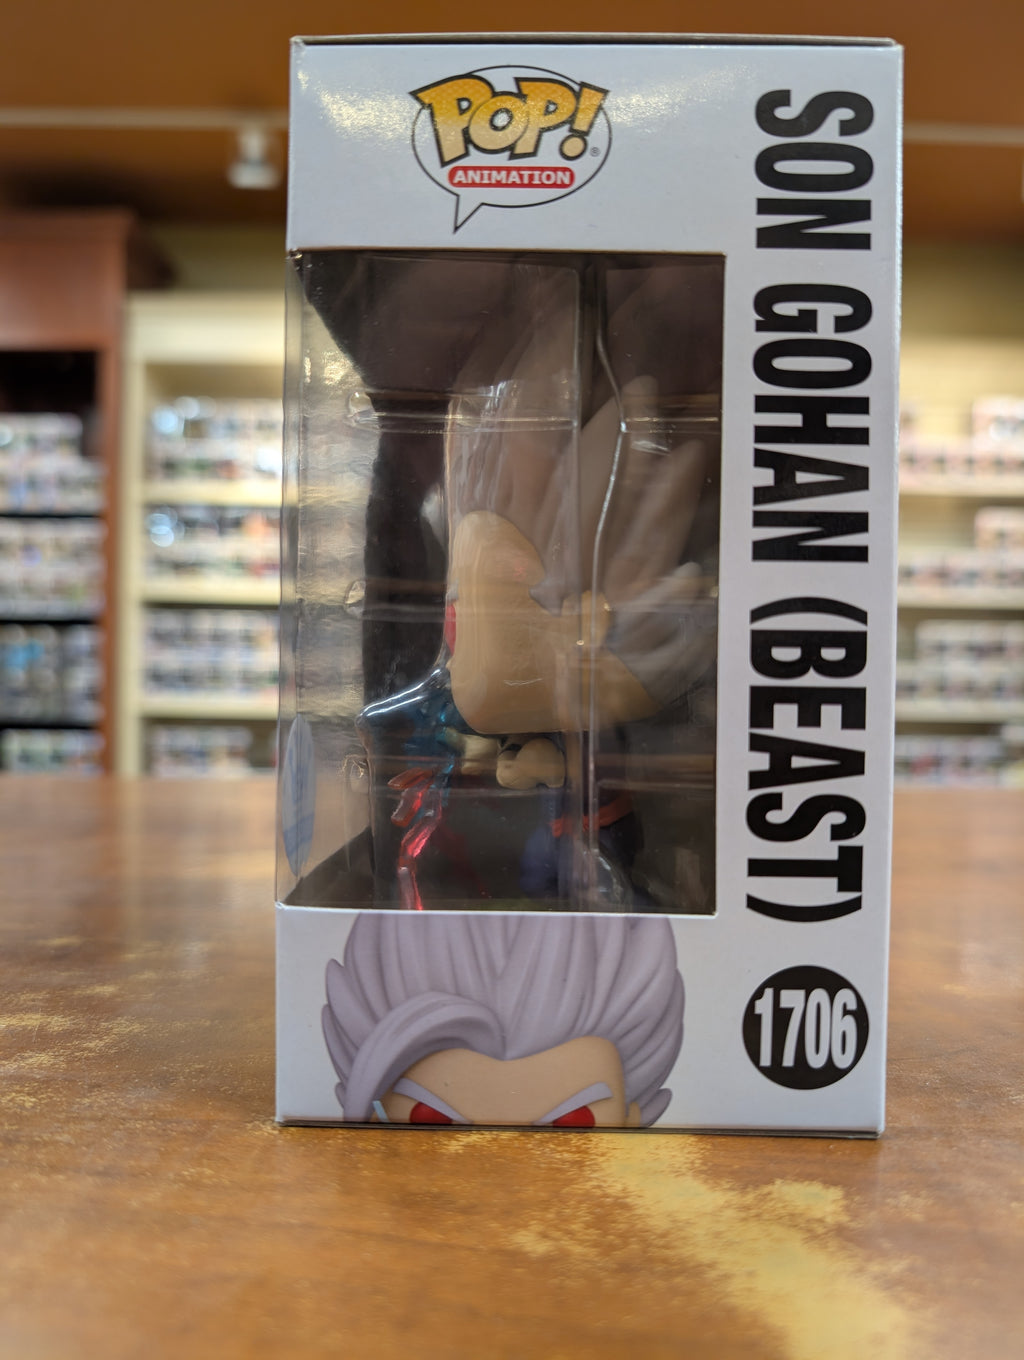 POP!
®
ANIMATION
SON GOHAN (BEAST)
1706